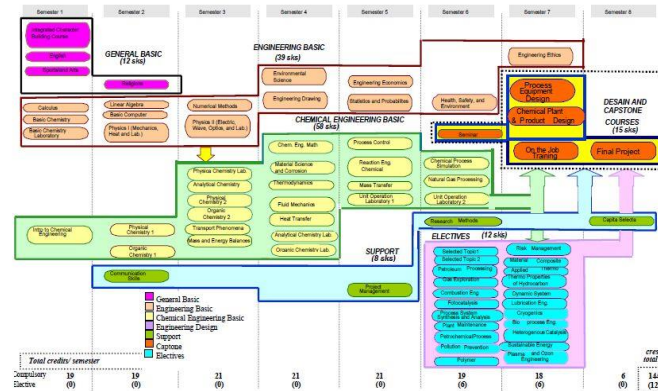 Semester 1
Semester 2
Semester 3
Semester 4
Semester 5
Semester 6
Semester 7
Semester 8
Integrated Character
Building Course
English
Sports and Arts
GENERAL BASIC
(12 sks)
Religions
ENGINEERING BASIC
(39 sks)
Calculus
Basic Chemistry
Basic Chemistry
Laboratory
Linear Algebra
Basic Computer
Physics I (Mechanics,
Heat and Lab.)
Numerical Methods
Physics II (Electric,
Wave, Optics, and Lab.)
Environmental
Science
Engineering Drawing
Engineering Economics
Statistics and Probabilities
Health, Safety, and
Environment
Engineering Ethics
Process
Equipment
Design
Chemical Plant
& Product Design
DESAIN AND
CAPSTONE
COURSES
(15 sks)
Seminar
On the Job
Training
Final Project
CHEMICAL ENGINEERING BASIC
(58 sks)
Intro to Chemical
Engineering
Physical
Chemistry 1
Organic
Chemistry 1
Physics Chemistry Lab.
Analytical Chemistry
Physical
Chemistry 2
Organic
Chemistry 2
Transport Phenomena
Mass and Energy Balances
Chem. Eng. Math
Material Science
and Corrosion
Thermodynamics
Fluid Mechanics
Heat Transfer
Analytical Chemistry Lab.
Organic Chemistry Lab.
Process Control
Reaction Eng.
Chemical
Mass Transfer
Unit Operation
Laboratory 1
Chemical Process
Simulation
Natural Gas Processing
Unit Operation
Laboratory 2
Research Methods
Capita Selecta
SUPPORT
(8 sks)
Communication
Skills
Project
Management
ELECTIVES
(12 sks)
Selected Topic1
Selected Topic 2
Petroleum Processing
Gas Exploration
Combustion Eng
Potocatalysis
Process System
Synthesis and Analysis
Plant Maintenance
Petrochemical Process
Pollution Prevention
Polymer
Risk Management
Material Composite
Applied Thermo
Thermo Properties
of Hydrocarbon
Dynamic System
Lubrication Eng.
Cryogenics
Bio process Eng
Heterogenous Catalysis
Sustainable Energy
Plasma and Ozon Engineering
General Basic
Engineering Basic
Chemical Engineering Basic
Engineering Design
Support
Captone
Electives
Total credits/ semester
Compulsory 19 19 21 21 21 19 18 6
Elective (0) (0) (0) (0) (0) (6) (6) (0)